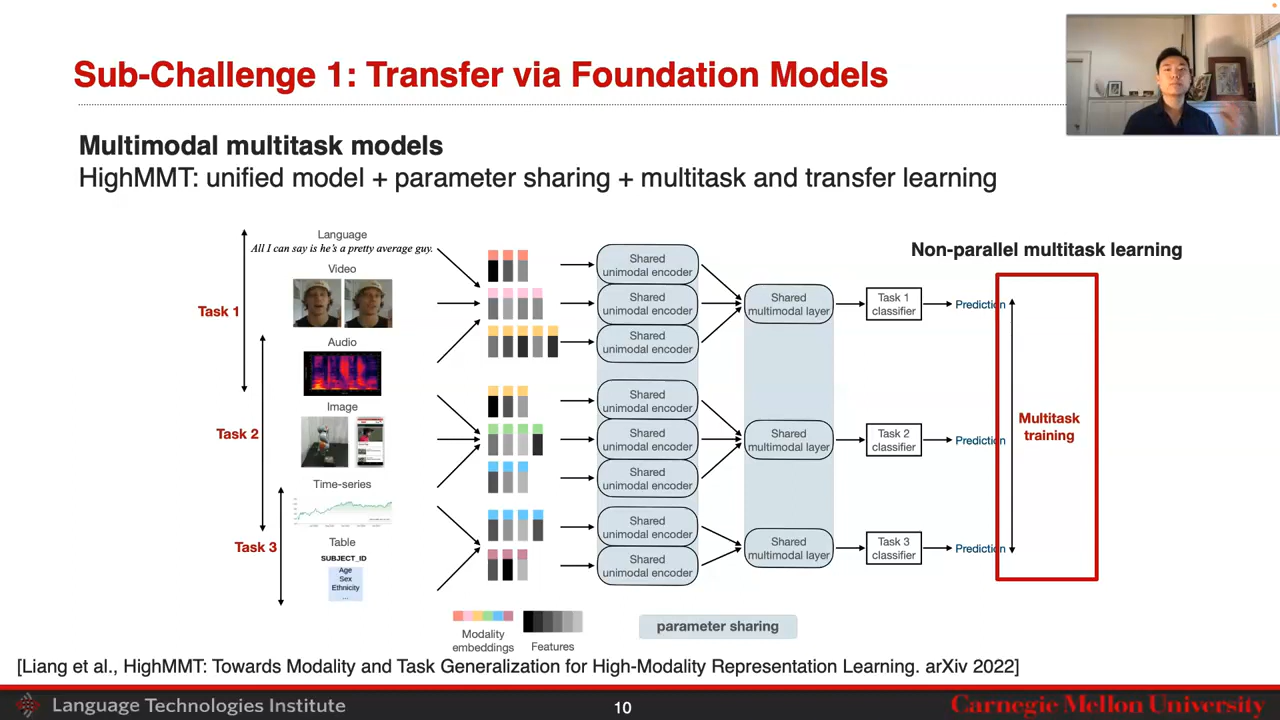 Sub-Challenge 1: Transfer via Foundation Models
Multimodal multitask models
HighMMT: unified model + parameter sharing + multitask and transfer learning
Non-parallel multitask learning
Language
All I can say is he's a pretty average guy.
Video
Task 1
Audio
Image
Task 2
Time-series
Task 3
Table
SUBJECT_ID
Age
Sex
Ethnicity
...
Shared
unimodal encoder
Shared
unimodal encoder
Shared
unimodal encoder
Shared
multimodal layer
Task 1
classifier
Prediction
Shared
unimodal encoder
Shared
unimodal encoder
Shared
unimodal encoder
Shared
multimodal layer
Task 2
classifier
Prediction
Shared
unimodal encoder
Shared
unimodal encoder
Shared
multimodal layer
Task 3
classifier
Prediction
Multitask
training
Modality
embeddings
Features
parameter sharing
[Liang et al., HighMMT: Towards Modality and Task Generalization for High-Modality Representation Learning. arXiv 2022]
Language Technologies Institute
10
Carnegie Mellon University